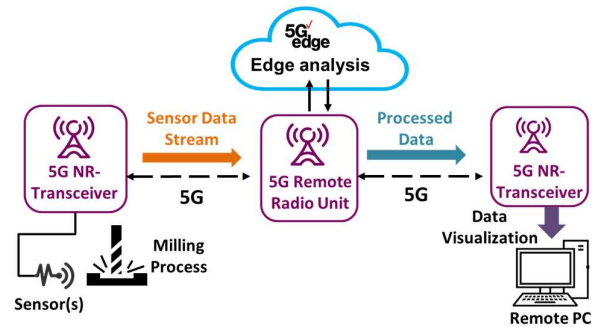 5G
edge
Edge analysis
Sensor Data
Stream
Processed
Data
5G NR-
Transceiver
5G
5G Remote
Radio Unit
5G
5G NR-
Transceiver
Data
Visualization
Milling
Process
Sensor(s)
Remote PC